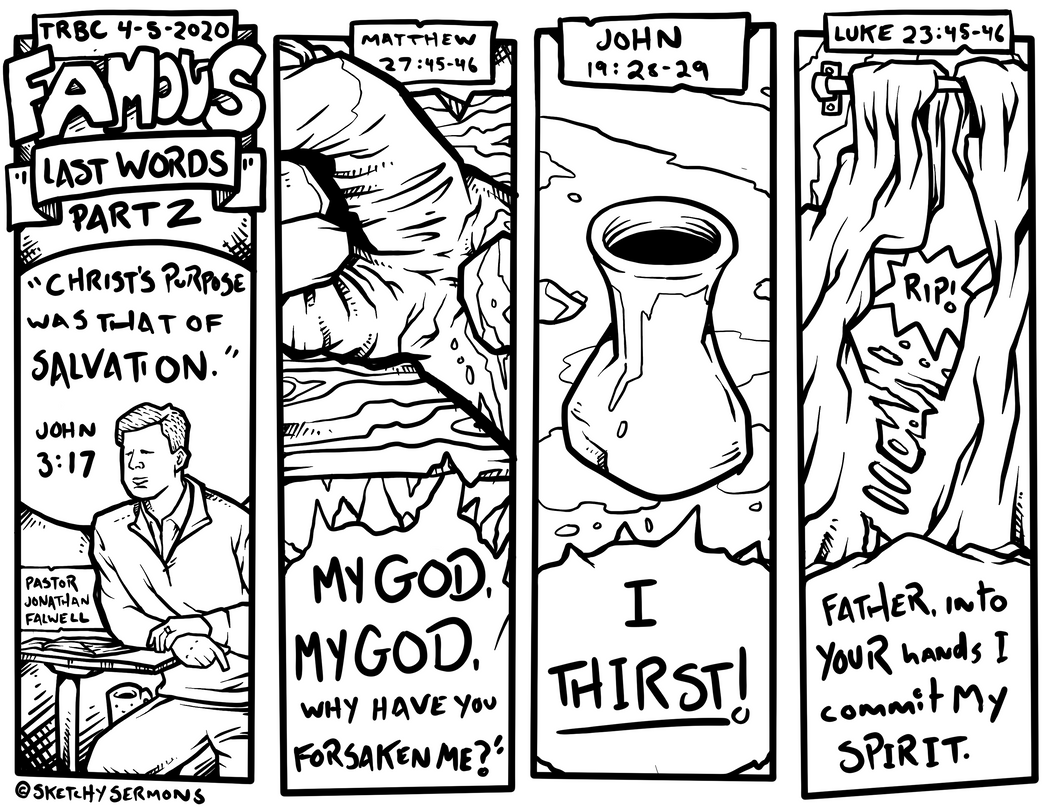 TRBC 4-5-2020
FAMOUS
"LAST WORDS"
PART 2
"CHRIST'S PURPOSE
WAS THAT OF
SALVATION."
JOHN
3:17
PASTOR
JONATHAN
FALWELL
©SKETCHY SERMONS
MATTHEW
27:45-46
MY GOD,
MY GOD,
WHY HAVE YOU
FORSAKEN ME?"
JOHN
19:28-29
I
THIRST!
LUKE 23:45-46
RIP!
FATHER, into
YOUR hands I
commit My
SPIRIT.